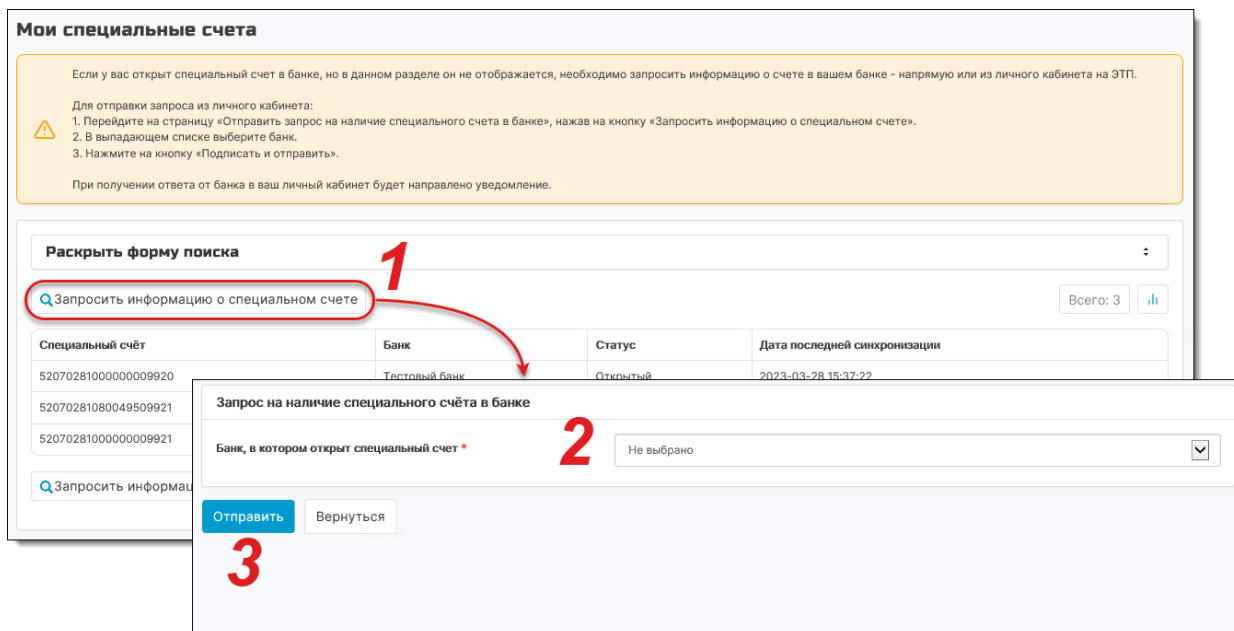 Мои специальные счета
Если у вас открыт специальный счет в банке, но в данном разделе он не отображается, необходимо запросить информацию о счете в вашем банке - напрямую или из личного кабинета на ЭТП.
Для отправки запроса из личного кабинета:
1. Перейдите на страницу «Отправить запрос на наличие специального счета в банке», нажав на кнопку «Запросить информацию о специальном счете».
2. В выпадающем списке выберите банк.
3. Нажмите на кнопку «Подписать и отправить».
При получении ответа от банка в ваш личный кабинет будет направлено уведомление.
Раскрыть форму поиска
1
Запросить информацию о специальном счете
Всего: 3
Специальный счёт Банк Статус Дата последней синхронизации
52070281000000009920 Тестовый банк Открытый 2023-03-28 15:37:22
52070281080049509921
52070281000000009921
Запросить информац
Запрос на наличие специального счёта в банке
2
Банк, в котором открыт специальный счет * Не выбрано
Отправить Вернуться
3